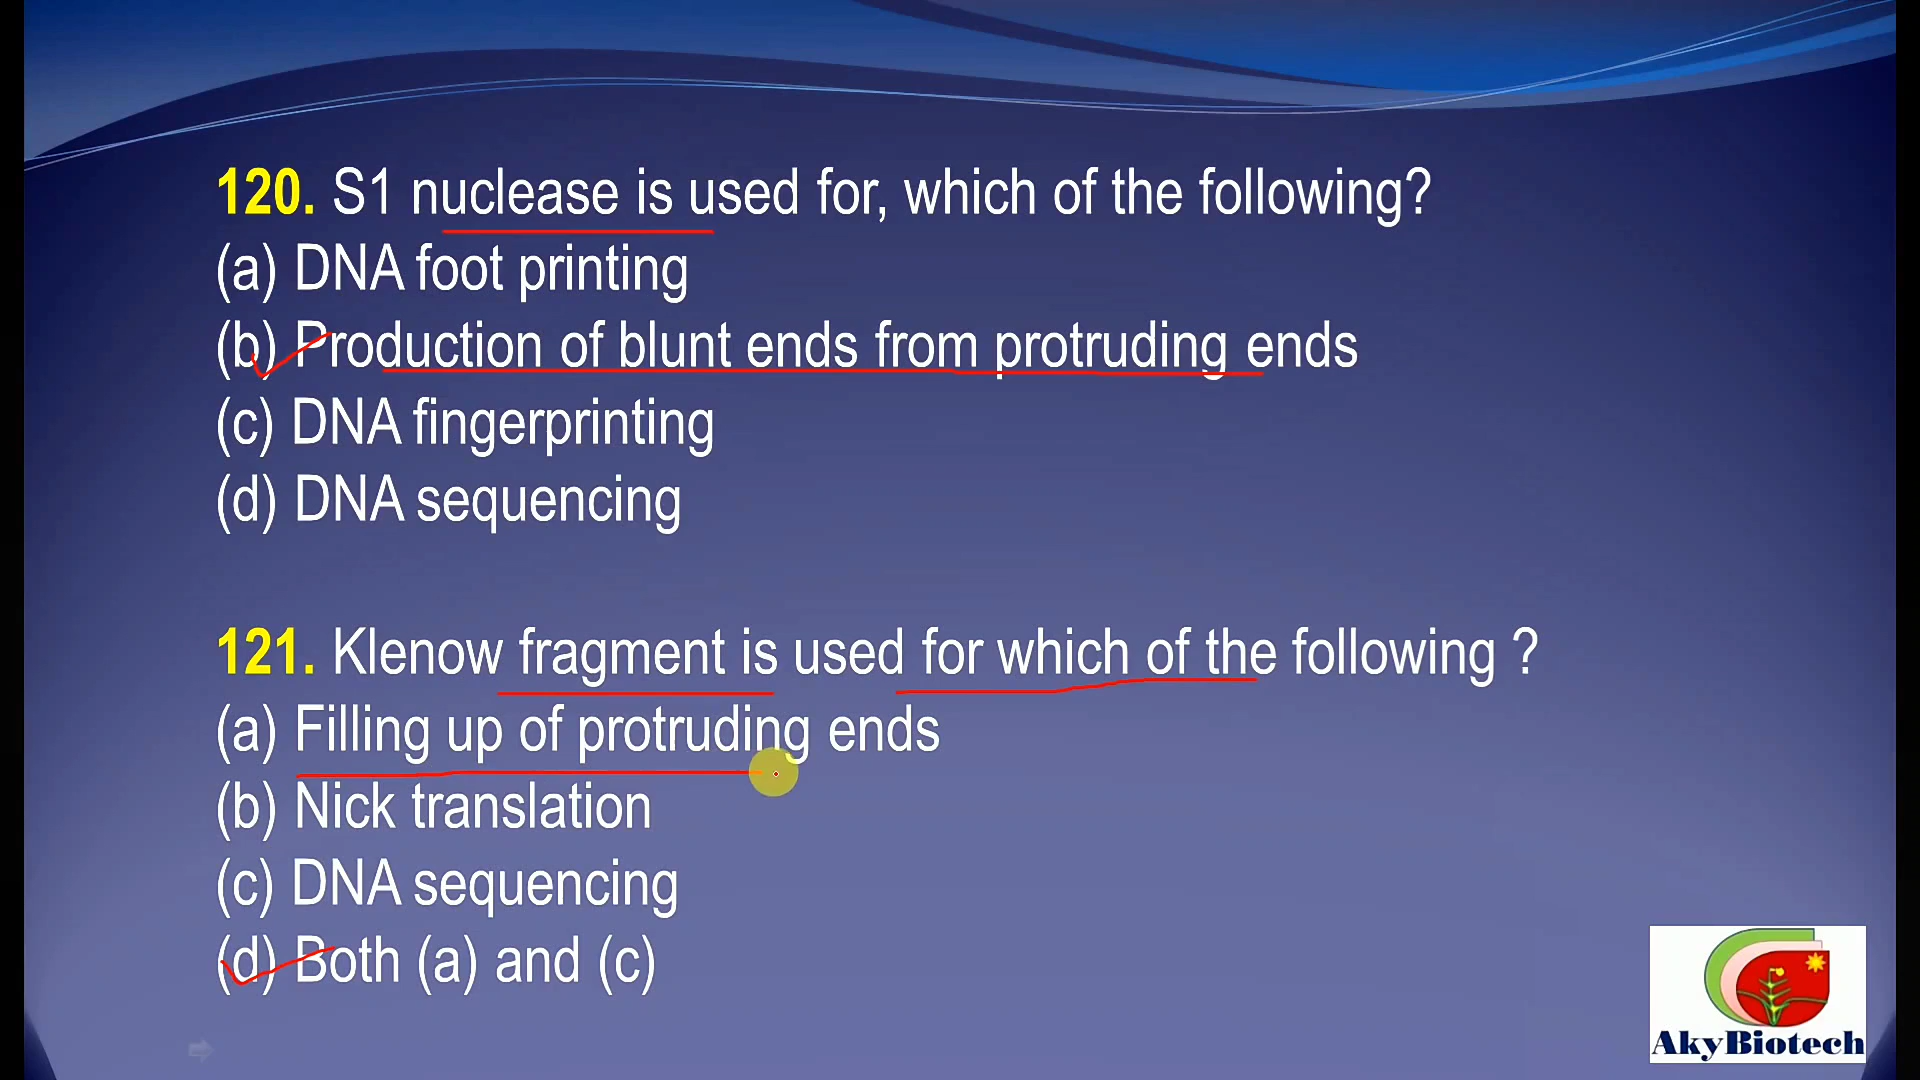 120. S1 nuclease is used for, which of the following?
(a) DNA foot printing
(b) Production of blunt ends from protruding ends
(c) DNA fingerprinting
(d) DNA sequencing
121. Klenow fragment is used for which of the following ?
(a) Filling up of protruding ends
(b) Nick translation
(c) DNA sequencing
(d) Both (a) and (c)
AkyBiotech